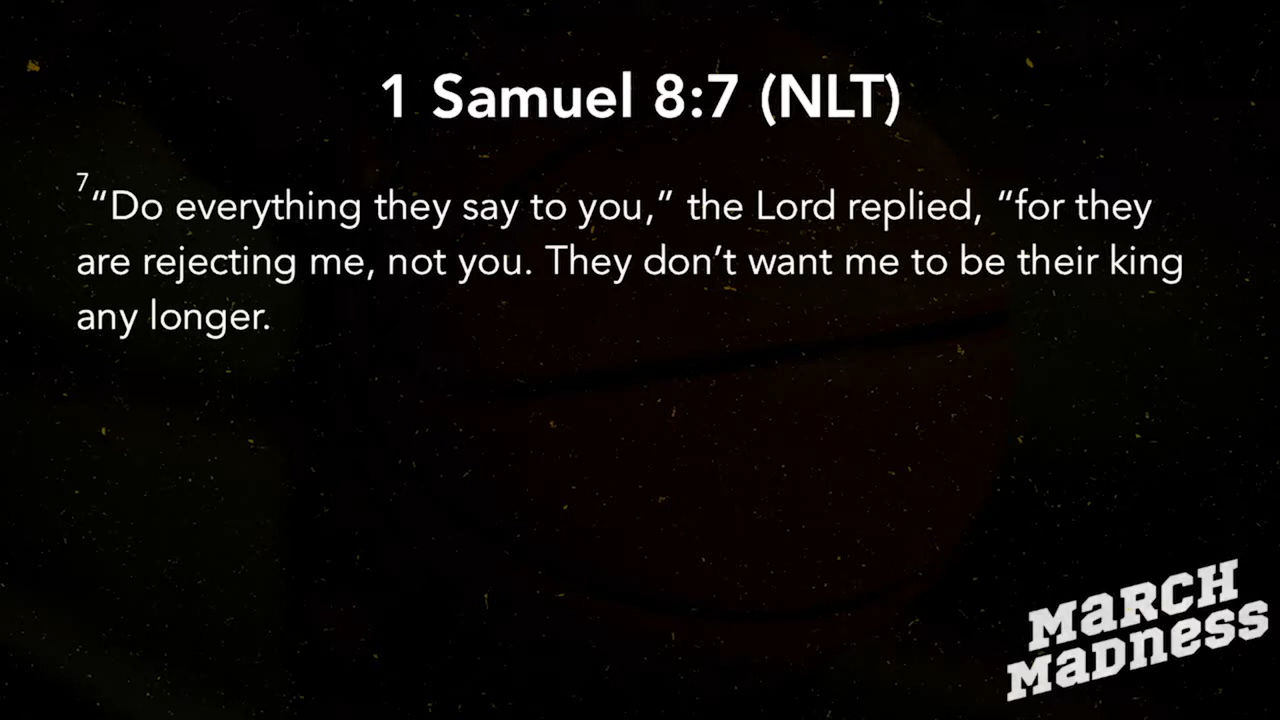 1 Samuel 8:7 (NLT)
7“Do everything they say to you,” the Lord replied, “for they
are rejecting me, not you. They don’t want me to be their king
any longer.
MaRCH
MaDness